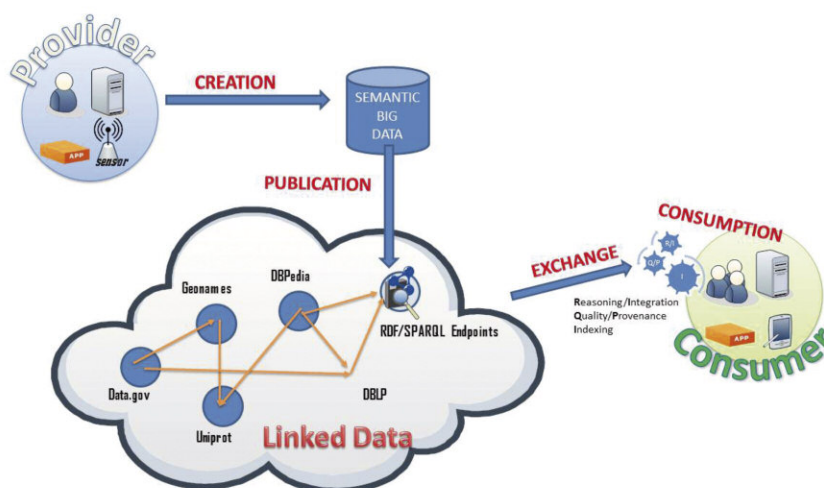 Provider
APP
sensor
CREATION
SEMANTIC
BIG
DATA
PUBLICATION
Geonames
DBPedia
RDF/SPARQL Endpoints
Data.gov
Uniprot
DBLP
Linked Data
EXCHANGE
CONSUMPTION
R/I
Q/P
I
Reasoning/Integration
Quality/Provenance
Indexing
APP
Consumer